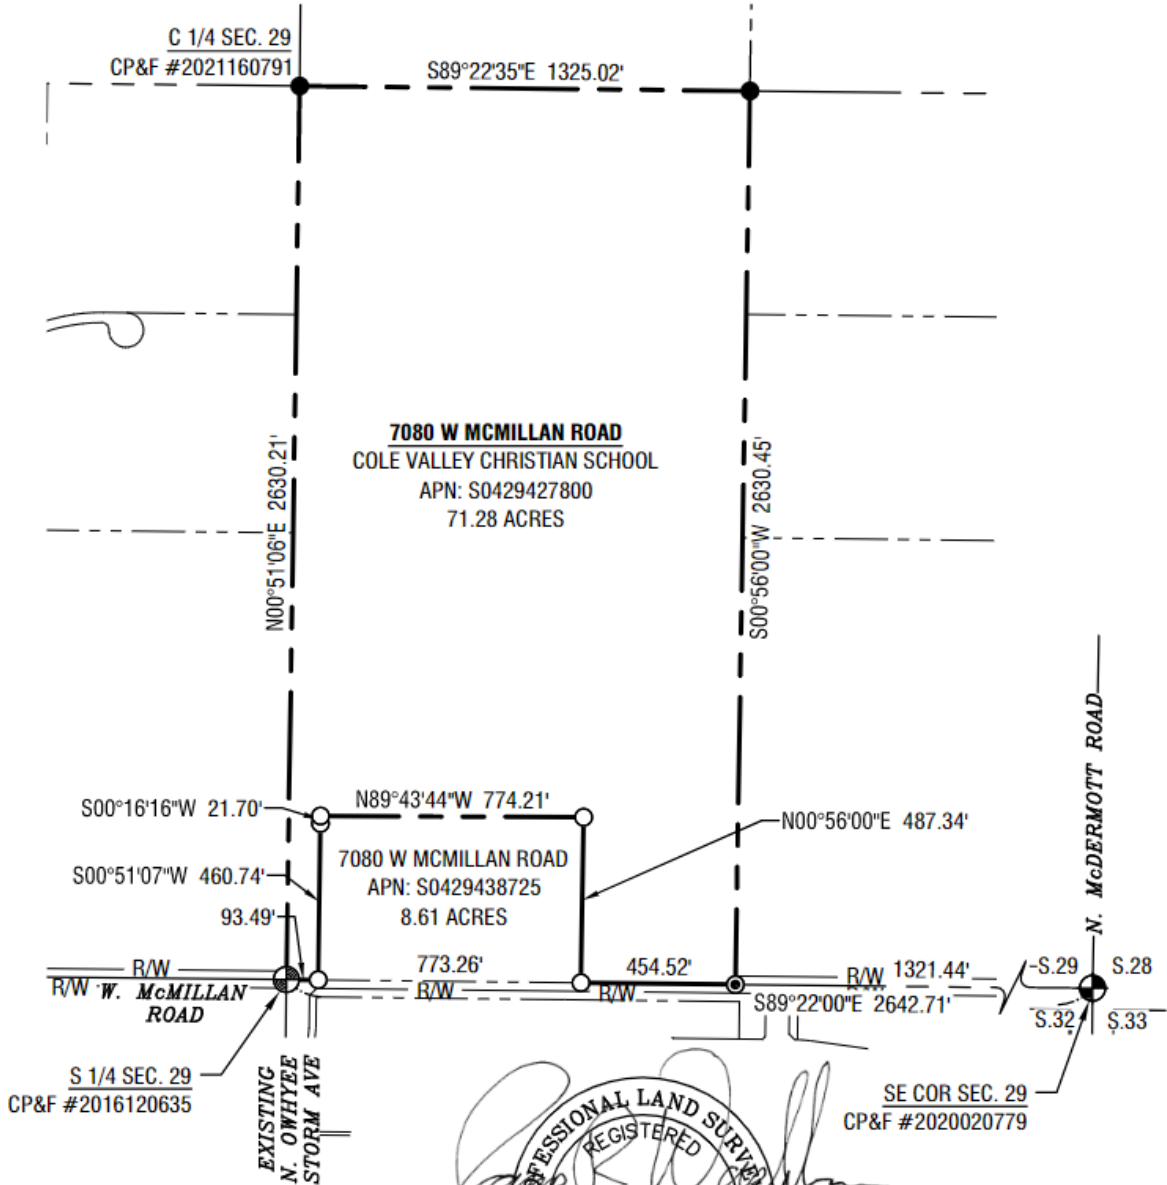 C 1/4 SEC. 29
CP&F #2021160791
S89°22'35"E 1325.02'
N00°51'06"E 2630.21'
7080 W MCMILLAN ROAD
COLE VALLEY CHRISTIAN SCHOOL
APN: S0429427800
71.28 ACRES
S00°56'00"W 2630.45'
N. McDERMOTT ROAD
S00°16'16"W 21.70'
N89°43'44"W 774.21'
N00°56'00"E 487.34'
S00°51'07"W 460.74'
7080 W MCMILLAN ROAD
APN: S0429438725
8.61 ACRES
93.49'
773.26'
454.52'
R/W
R/W
R/W
R/W
R/W 1321.44'
S89°22'00"E 2642.71'
W. McMILLAN
ROAD
S.29 S.28
S.32 S.33
S 1/4 SEC. 29
CP&F #2016120635
EXISTING
N. OWHYEE
STORM AVE
SE COR SEC. 29
CP&F #2020020779
LAND
REGISTERED